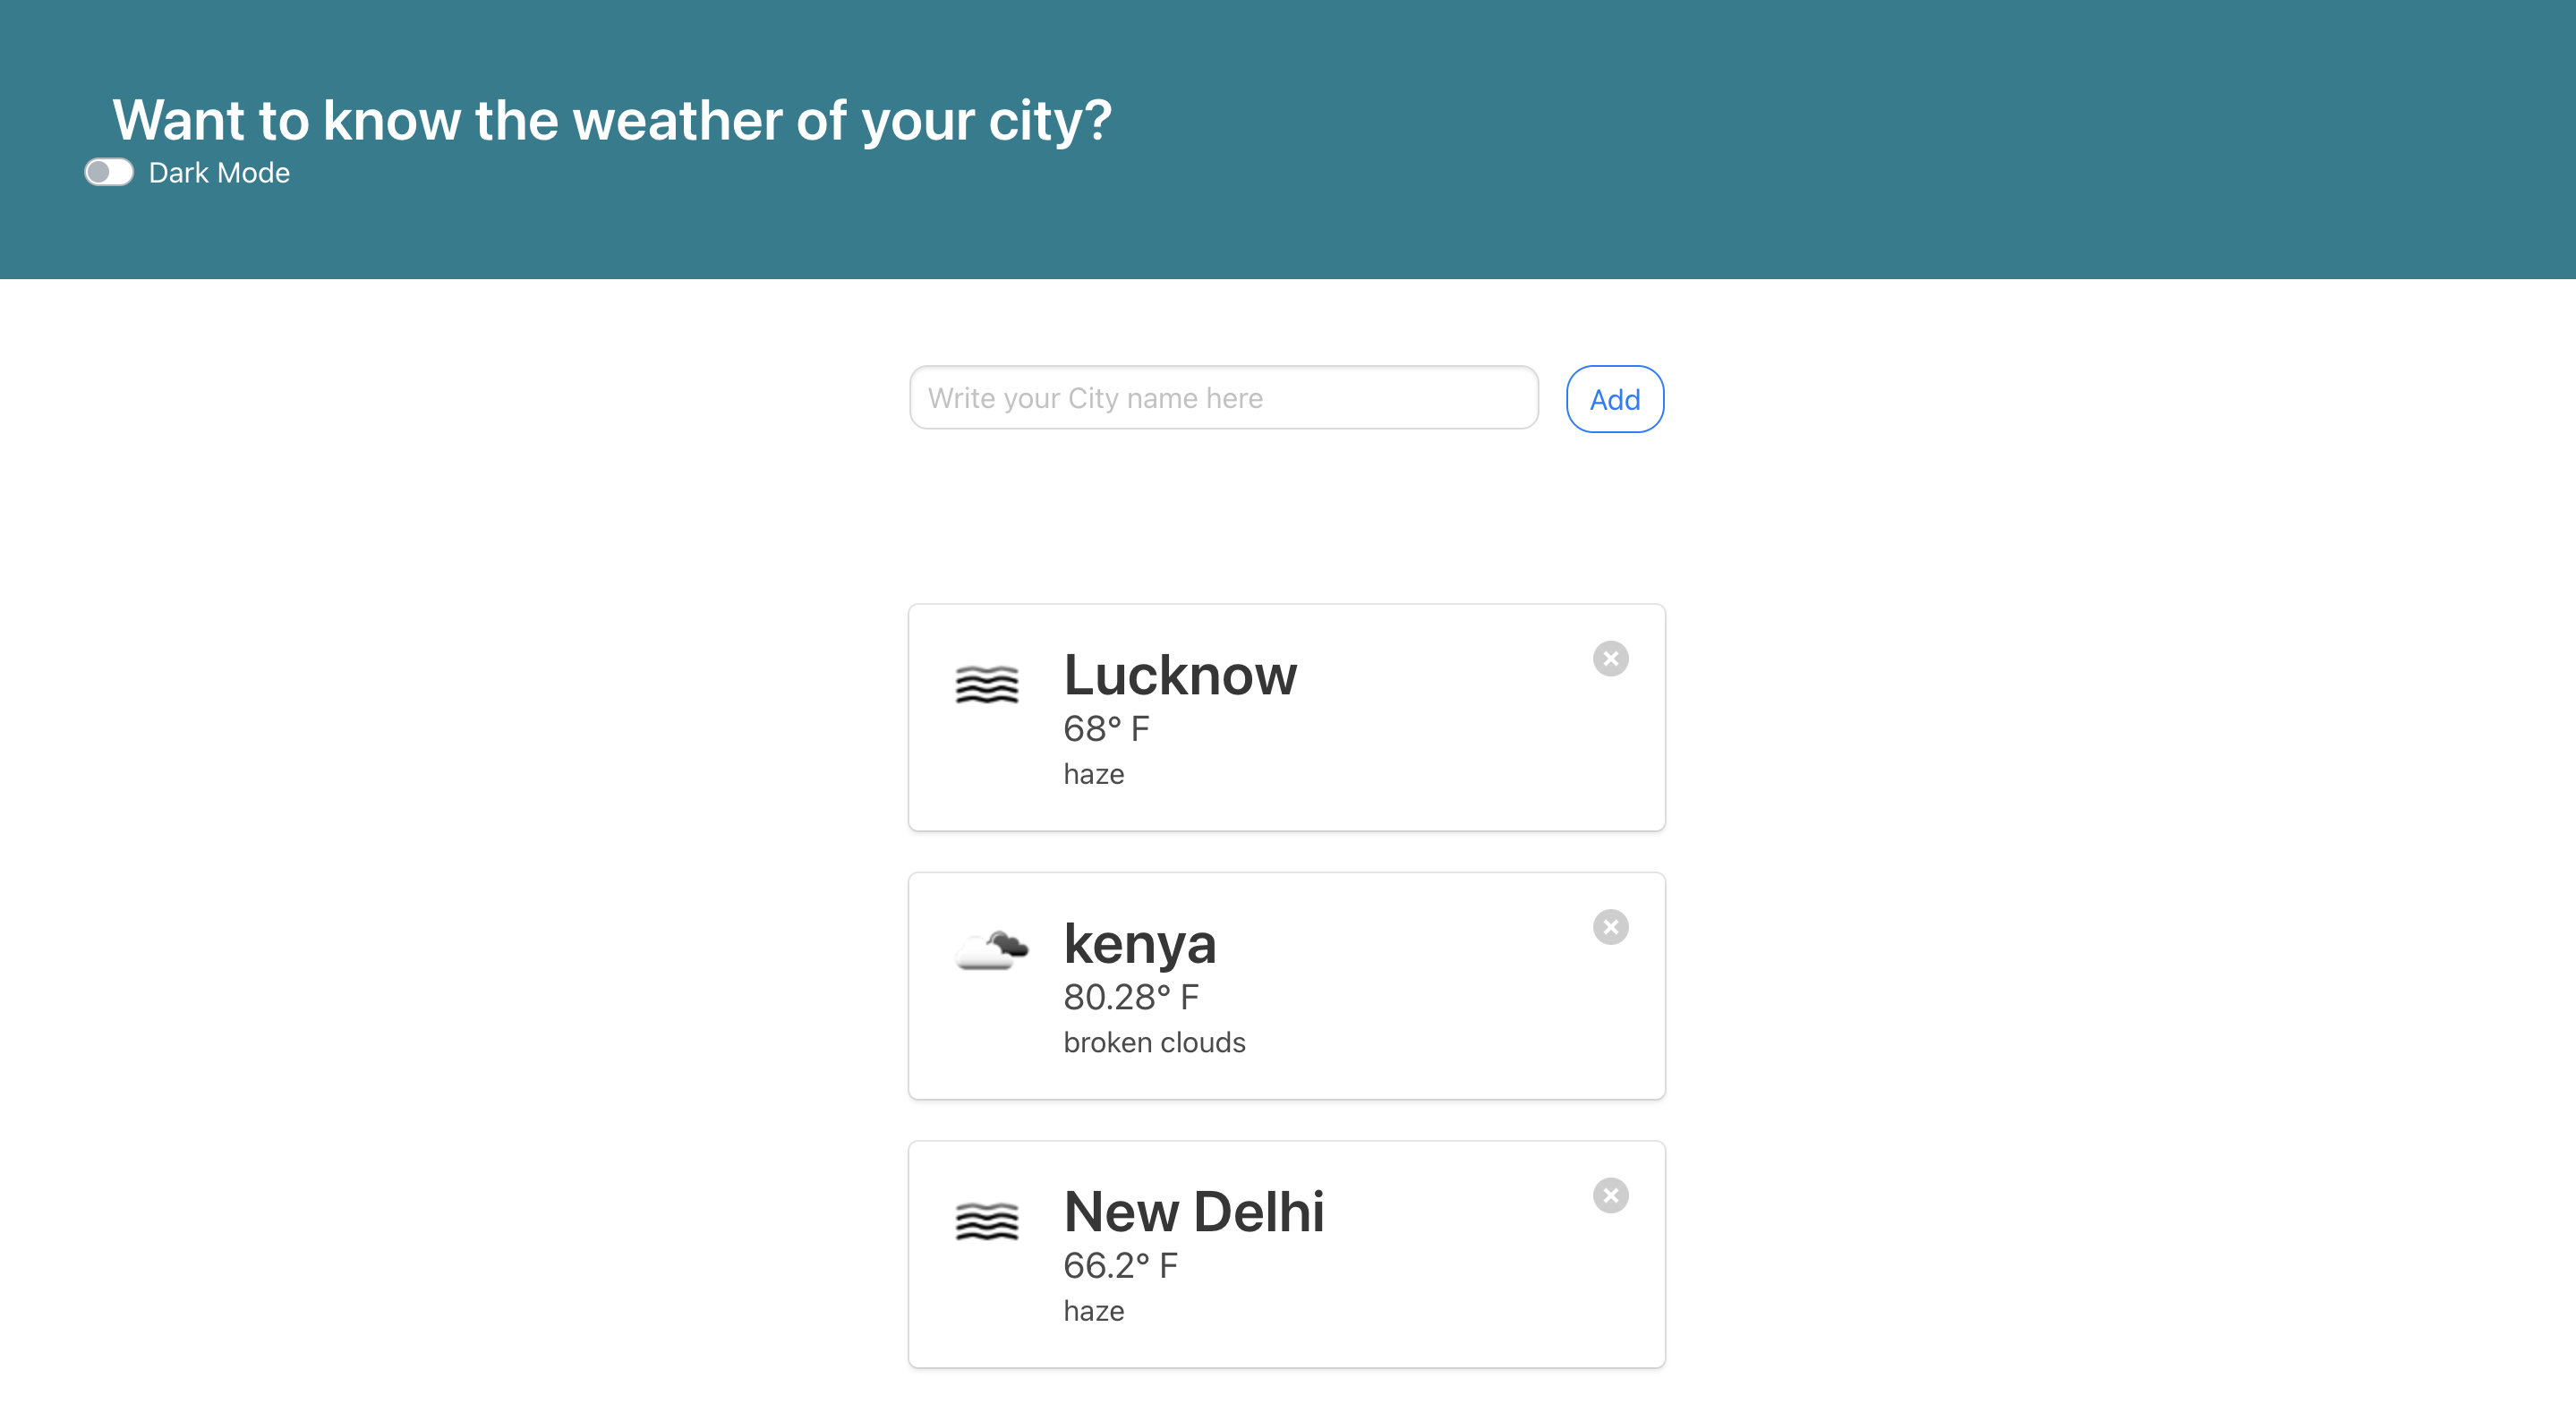 Want to know the weather of your city?
Dark Mode
Write your City name here
Add
Lucknow
68° F
haze
kenya
80.28° F
broken clouds
New Delhi
66.2° F
haze